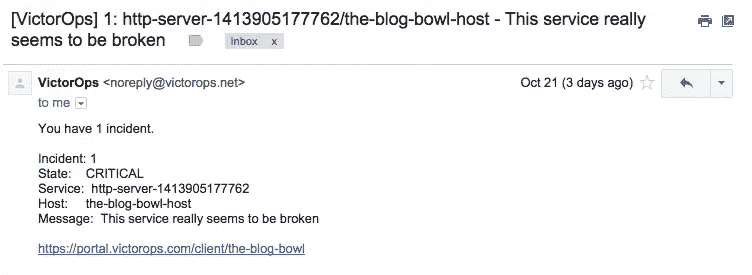 [VictorOps] 1: http-server-1413905177762/the-blog-bowl-host - This service really
seems to be broken Inbox x
VictorOps <noreply@victorops.net> Oct 21 (3 days ago)
to me
You have 1 incident.
Incident: 1
State: CRITICAL
Service: http-server-1413905177762
Host: the-blog-bowl-host
Message: This service really seems to be broken
https://portal.victorops.com/client/the-blog-bowl